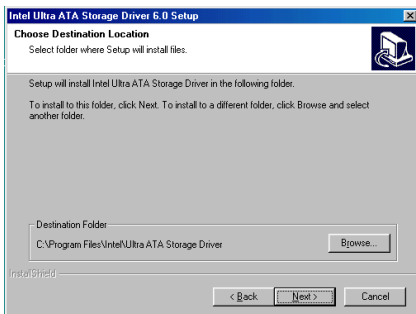 Intel Ultra ATA Storage Driver 6.0 Setup
Choose Destination Location
Select folder where Setup will install files.
Setup will install Intel Ultra ATA Storage Driver in the following folder.
To install to this folder, click Next. To install to a different folder, click Browse and select
another folder.
Destination Folder
C:\Program Files\Intel\Ultra ATA Storage Driver
Browse...
InstallShield
< Back
Next >
Cancel